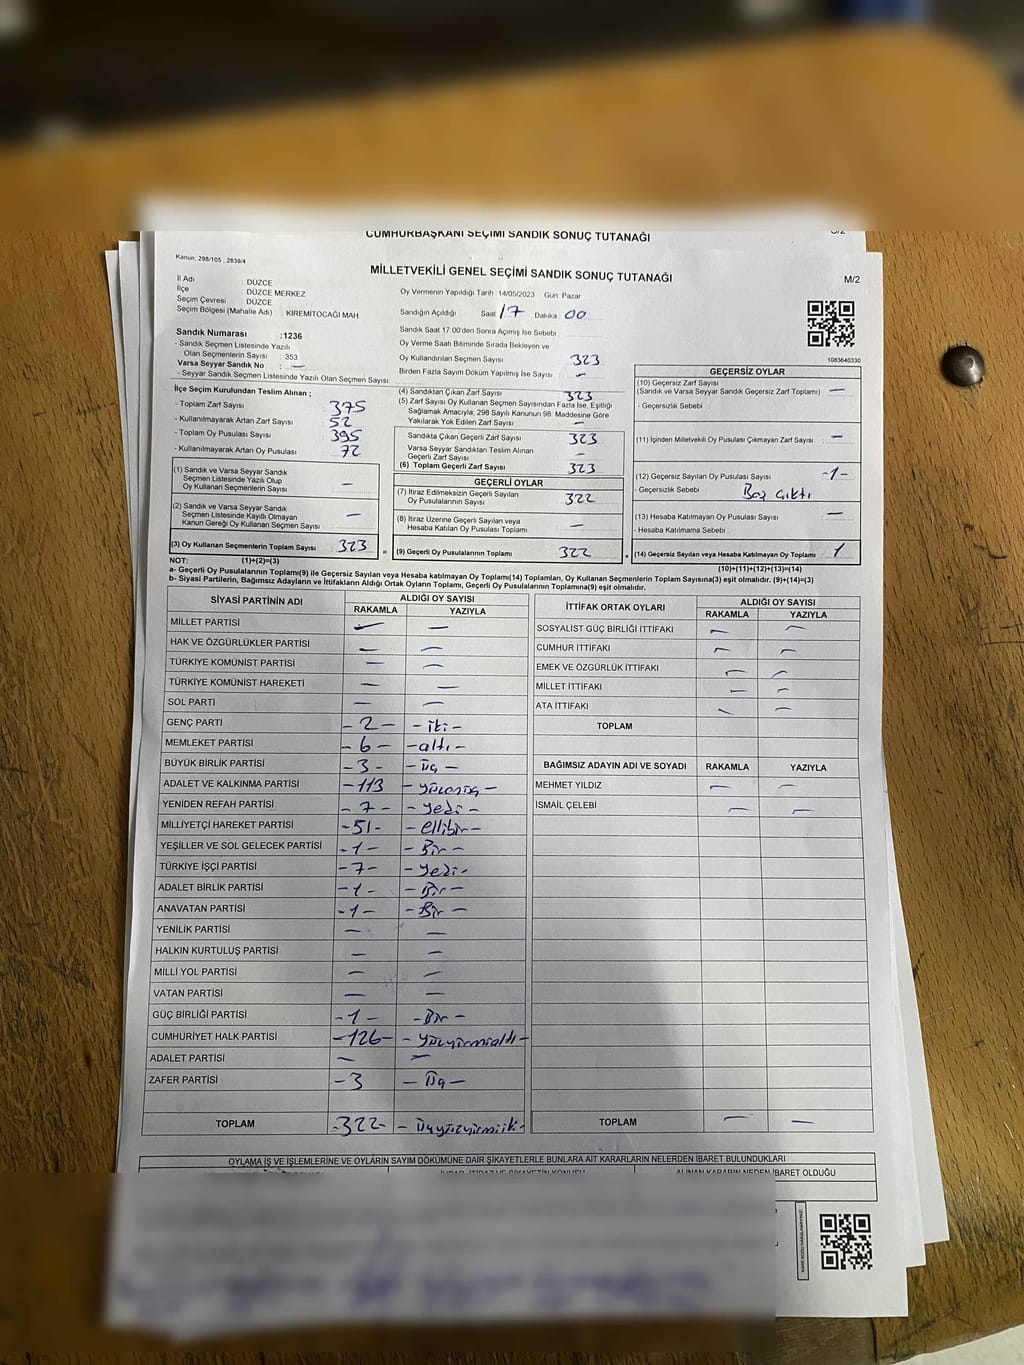 CUMHURBAŞKANI SEÇİMİ SANDIK SONUÇ TUTANAĞI
Kanun, 298/105 , 2839/4
MİLLETVEKİLİ GENEL SEÇİMİ SANDIK SONUÇ TUTANAĞI M/2
İl Adı : DÜZCE
İlçe : DÜZCE MERKEZ
Seçim Çevresi : DÜZCE
Seçim Bölgesi (Mahalle Adı) : KİREMİTOCAĞI MAH.
Oy Vermenin Yapıldığı Tarih 14/05/2023 Gün: Pazar
Sandığın Açıldığı Saat 17 Dakika 00
Sandık Saat 17.00'den Sonra Açılmış İse Sebebi
Oy Verme Saati Bitiminde Sırada Bekleyen ve
Oy Kullandırılan Seçmen Sayısı 323
Birden Fazla Sayım Döküm Yapılmış İse Sayısı –
Sandık Numarası :1236
- Sandık Seçmen Listesinde Yazılı
Olan Seçmenlerin Sayısı : 353
Varsa Seyyar Sandık No : –
- Seyyar Sandık Seçmen Listesinde Yazılı Olan Seçmen Sayısı:
1083640330
İlçe Seçim Kurulundan Teslim Alınan ;
- Toplam Zarf Sayısı 375
- Kullanılmayarak Artan Zarf Sayısı 52
- Toplam Oy Pusulası Sayısı 395
- Kullanılmayarak Artan Oy Pusulası 72
(1) Sandık ve Varsa Seyyar Sandık
Seçmen Listesinde Yazılı Olup
Oy Kullanan Seçmenlerin Sayısı –
(2) Sandık ve Varsa Seyyar Sandık
Seçmen Listesinde Kayıtlı Olmayan
Kanun Gereği Oy Kullanan Seçmen Sayısı –
(3) Oy Kullanan Seçmenlerin Toplam Sayısı 323
(1)+(2)=(3)
(4) Sandıktan Çıkan Zarf Sayısı 323
(5) Zarf Sayısı Oy Kullanan Seçmen Sayısından Fazla İse, Eşitliği
Sağlamak Amacıyla; 298 Sayılı Kanunun 98. Maddesine Göre
Yakılarak Yok Edilen Zarf Sayısı –
Sandıkta Çıkan Geçerli Zarf Sayısı 323
Varsa Seyyar Sandıktan Teslim Alınan
Geçerli Zarf Sayısı –
(6) Toplam Geçerli Zarf Sayısı 323
GEÇERLİ OYLAR
(7) İtiraz Edilmeksizin Geçerli Sayılan
Oy Pusulalarının Sayısı 322
(8) İtiraz Üzerine Geçerli Sayılan veya
Hesaba Katılan Oy Pusulası Toplamı –
= (9) Geçerli Oy Pusulalarının Toplamı 322
GEÇERSİZ OYLAR
(10) Geçersiz Zarf Sayısı
(Sandık ve Varsa Seyyar Sandık Geçersiz Zarf Toplamı) –
- Geçersizlik Sebebi
(11) İçinden Milletvekili Oy Pusulası Çıkmayan Zarf Sayısı –
(12) Geçersiz Sayılan Oy Pusulası Sayısı -1-
- Geçersizlik Sebebi Boş çıktı
(13) Hesaba Katılmayan Oy Pusulası Sayısı –
- Hesaba Katılmama Sebebi
+ (14) Geçersiz Sayılan veya Hesaba Katılmayan Oy Toplamı 1
(10)+(11)+(12)+(13)=(14)
NOT:
a- Geçerli Oy Pusulalarının Toplamı(9) ile Geçersiz Sayılan veya Hesaba katılmayan Oy Toplamı(14) Toplamları, Oy Kullanan Seçmenlerin Toplam Sayısına(3) eşit olmalıdır. (9)+(14)=(3)
b- Siyasi Partilerin, Bağımsız Adayların ve İttifakların Aldığı Ortak Oyların Toplamı, Geçerli Oy Pusulalarının Toplamına(9) eşit olmalıdır.
SİYASİ PARTİNİN ADI ALDIĞI OY SAYISI
RAKAMLA YAZIYLA
MİLLET PARTİSİ – –
HAK VE ÖZGÜRLÜKLER PARTİSİ – –
TÜRKİYE KOMÜNİST PARTİSİ – –
TÜRKİYE KOMÜNİST HAREKETİ – –
SOL PARTİ – –
GENÇ PARTİ -2- -iki-
MEMLEKET PARTİSİ -6- -altı-
BÜYÜK BİRLİK PARTİSİ -3- -Üç-
ADALET VE KALKINMA PARTİSİ -113 -yüzonüç-
YENİDEN REFAH PARTİSİ -7- -Yedi-
MİLLİYETÇİ HAREKET PARTİSİ -51- -ellibir-
YEŞİLLER VE SOL GELECEK PARTİSİ -1- -Bir-
TÜRKİYE İŞÇİ PARTİSİ -7- -Yedi-
ADALET BİRLİK PARTİSİ -1- -Bir-
ANAVATAN PARTİSİ -1- -Bir-
YENİLİK PARTİSİ – –
HALKIN KURTULUŞ PARTİSİ – –
MİLLİ YOL PARTİSİ – –
VATAN PARTİSİ – –
GÜÇ BİRLİĞİ PARTİSİ -1- -Bir-
CUMHURİYET HALK PARTİSİ -126- -yüzyirmialtı-
ADALET PARTİSİ – –
ZAFER PARTİSİ -3 -Üç-
TOPLAM -322- -Üçyüzyirmiiki-
İTTİFAK ORTAK OYLARI ALDIĞI OY SAYISI
RAKAMLA YAZIYLA
SOSYALİST GÜÇ BİRLİĞİ İTTİFAKI – –
CUMHUR İTTİFAKI – –
EMEK VE ÖZGÜRLÜK İTTİFAKI – –
MİLLET İTTİFAKI – –
ATA İTTİFAKI – –
TOPLAM
BAĞIMSIZ ADAYIN ADI VE SOYADI RAKAMLA YAZIYLA
MEHMET YILDIZ – –
İSMAİL ÇELEBİ – –
TOPLAM – –
OYLAMA İŞ VE İŞLEMLERİNE VE OYLARIN SAYIM DÖKÜMÜNE DAİR ŞİKAYETLERLE BUNLARA AİT KARARLARIN NELERDEN İBARET BULUNDUKLARI
ALINAN KARARIN NEDEN İBARET OLDUĞU